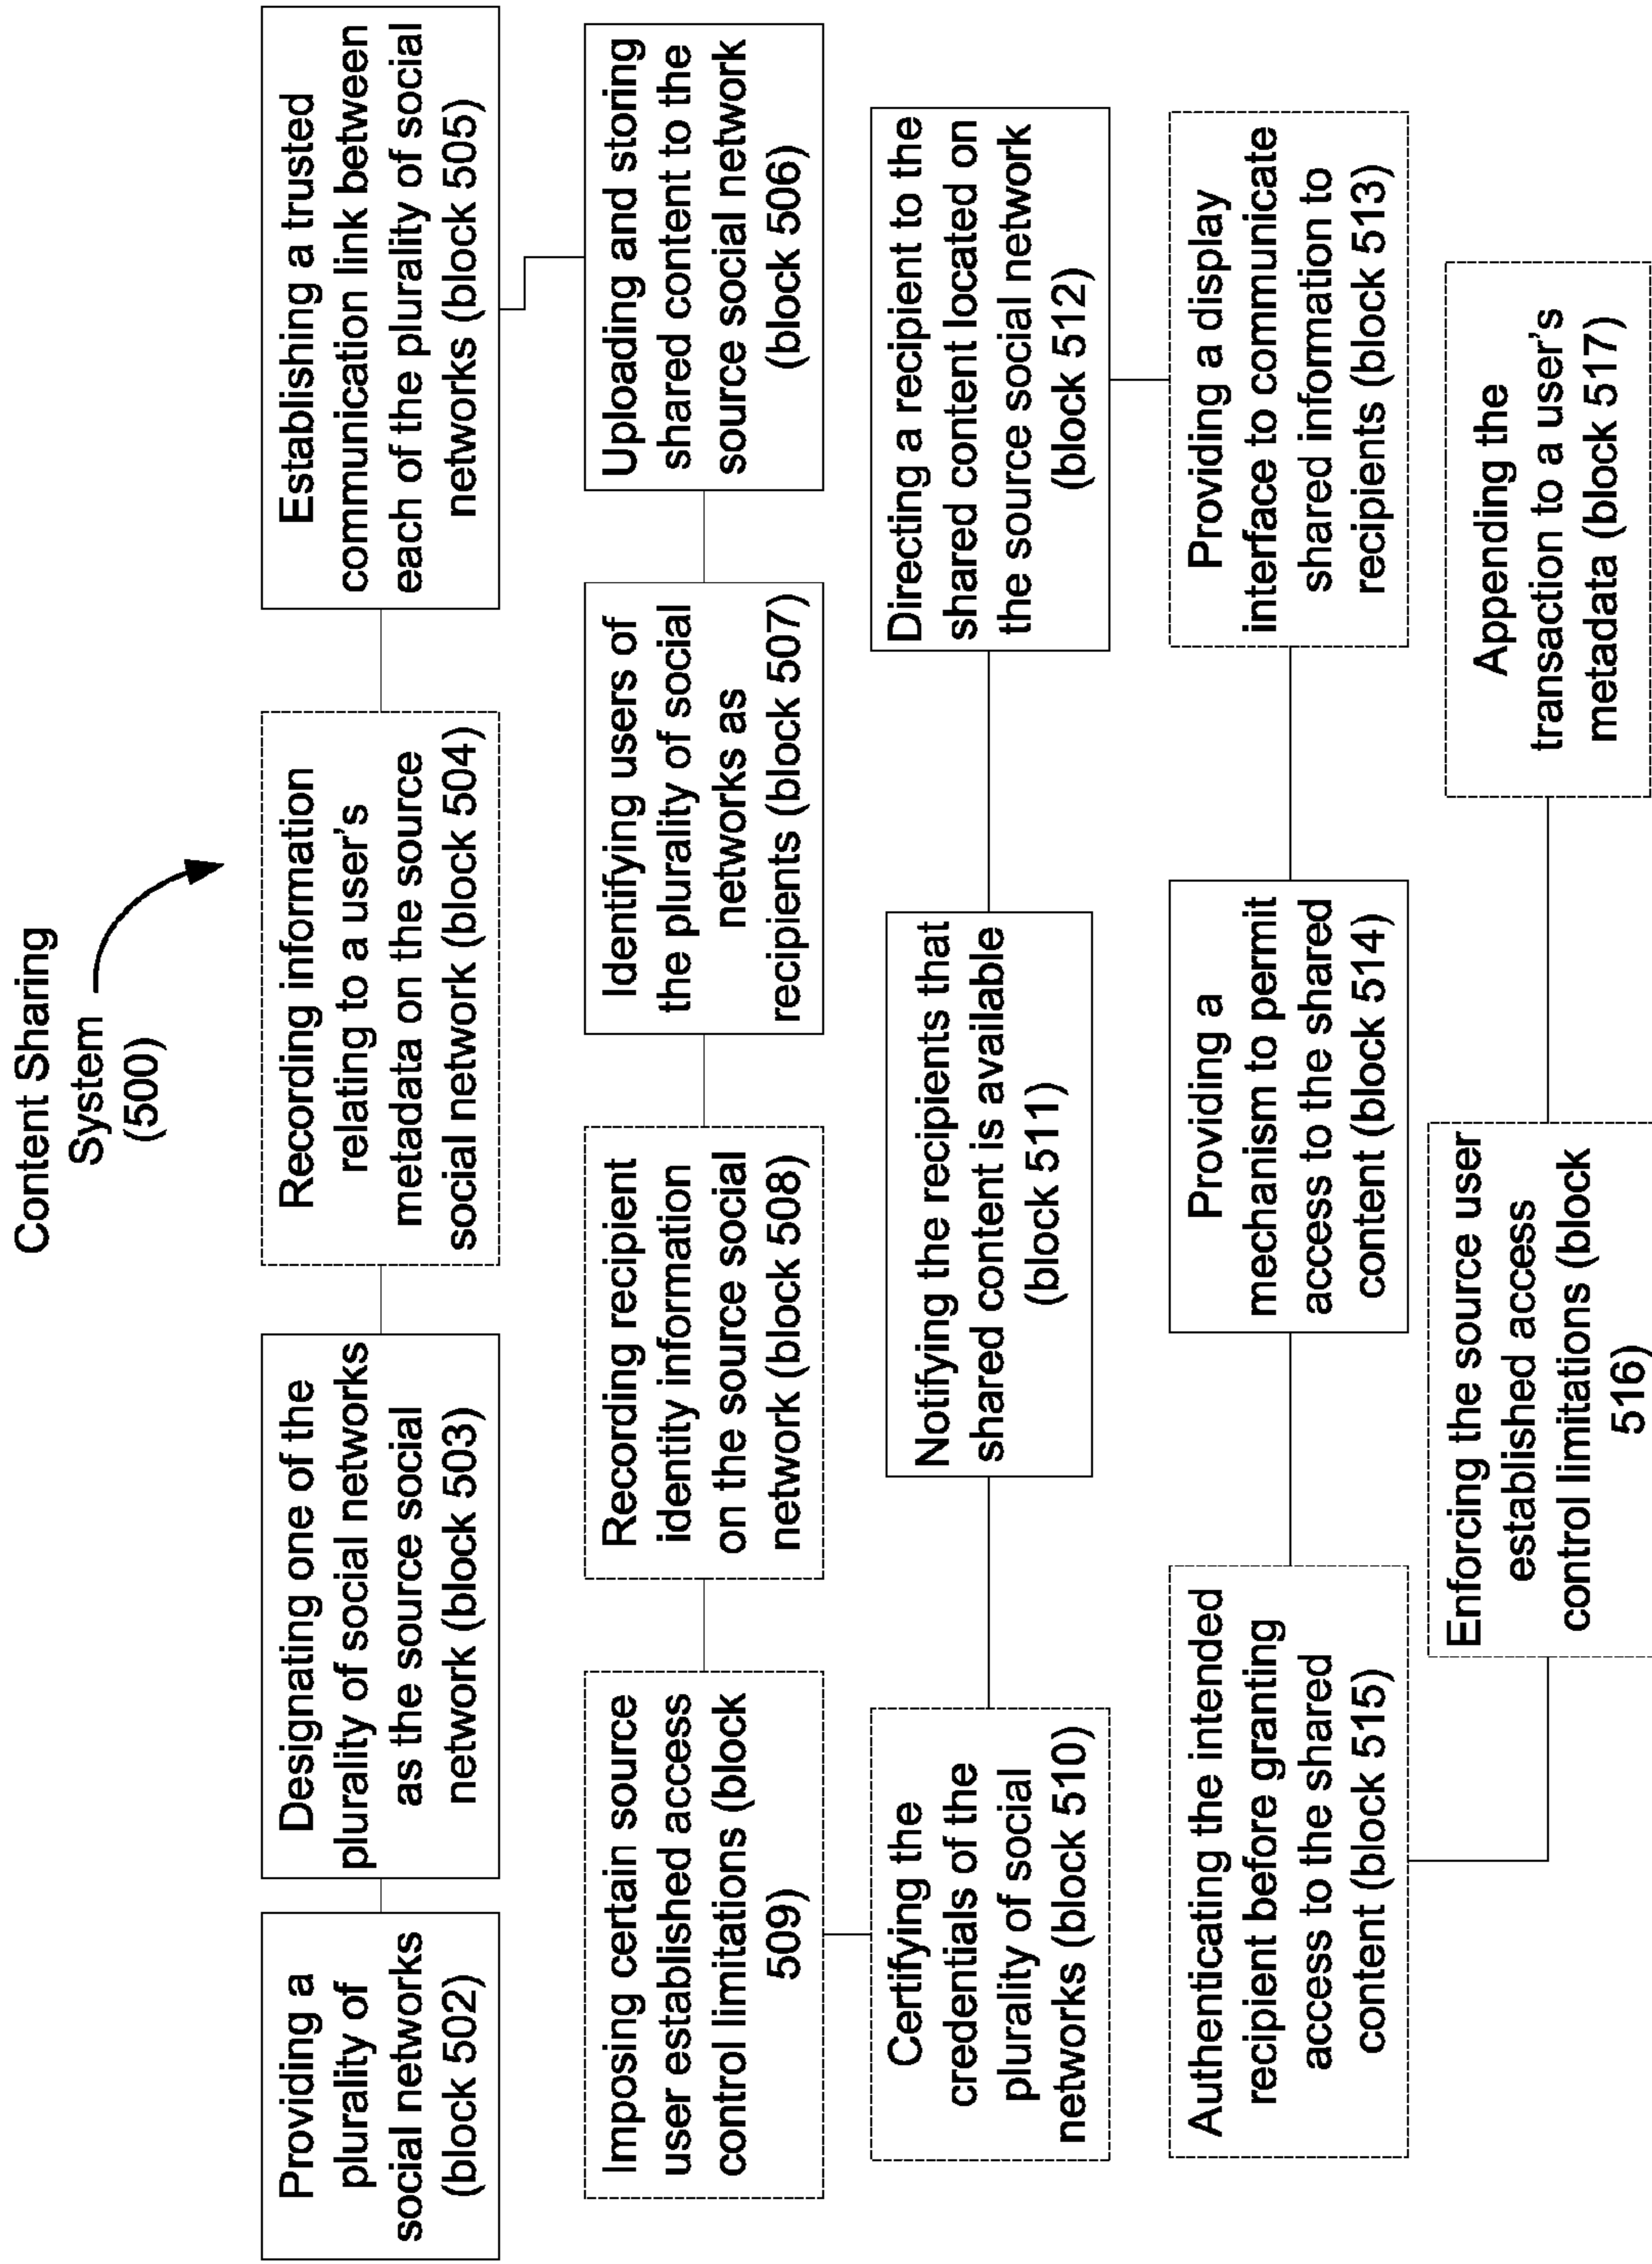 Content Sharing
System
(500)
Providing a
plurality of
social networks
(block 502)
Designating one of the
plurality of social networks
as the source social
network (block 503)
Recording information
relating to a user's
metadata on the source
social network (block 504)
Establishing a trusted
communication link between
each of the plurality of social
networks (block 505)
Uploading and storing
shared content to the
source social network
(block 506)
Identifying users of
the plurality of social
networks as
recipients (block 507)
Recording recipient
identity information
on the source social
network (block 508)
Imposing certain source
user established access
control limitations (block
509)
Certifying the
credentials of the
plurality of social
networks (block 510)
Notifying the recipients that
shared content is available
(block 511)
Directing a recipient to the
shared content located on
the source social network
(block 512)
Providing a display
interface to communicate
shared information to
recipients (block 513)
Providing a
mechanism to permit
access to the shared
content (block 514)
Authenticating the intended
recipient before granting
access to the shared
content (block 515)
Enforcing the source user
established access
control limitations (block
516)
Appending the
transaction to a user's
metadata (block 517)